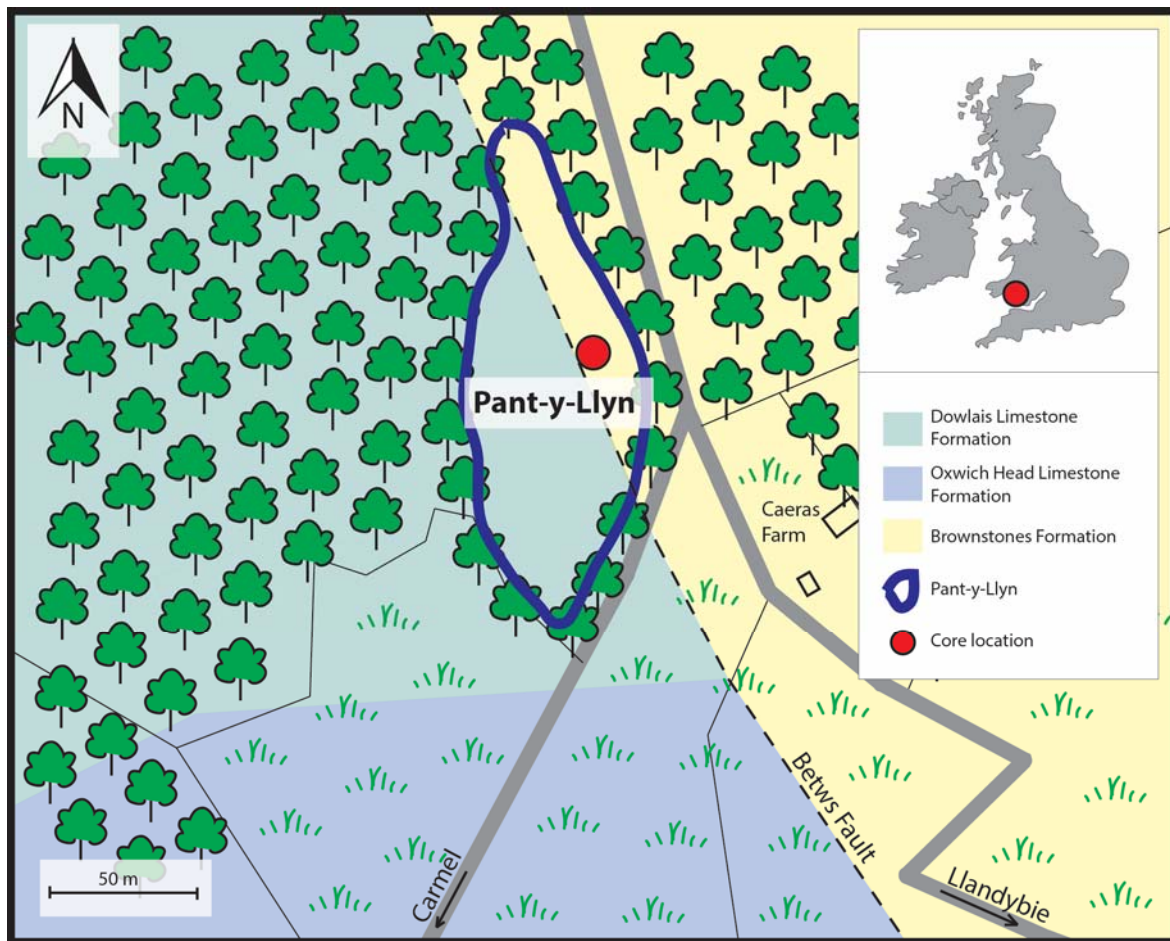 N
Pant-y-Llyn
Caeras
Farm
Betws Fault
Carmel
Llandybie
50 m
Dowlais Limestone
Formation
Oxwich Head Limestone
Formation
Brownstones Formation
Pant-y-Llyn
Core location